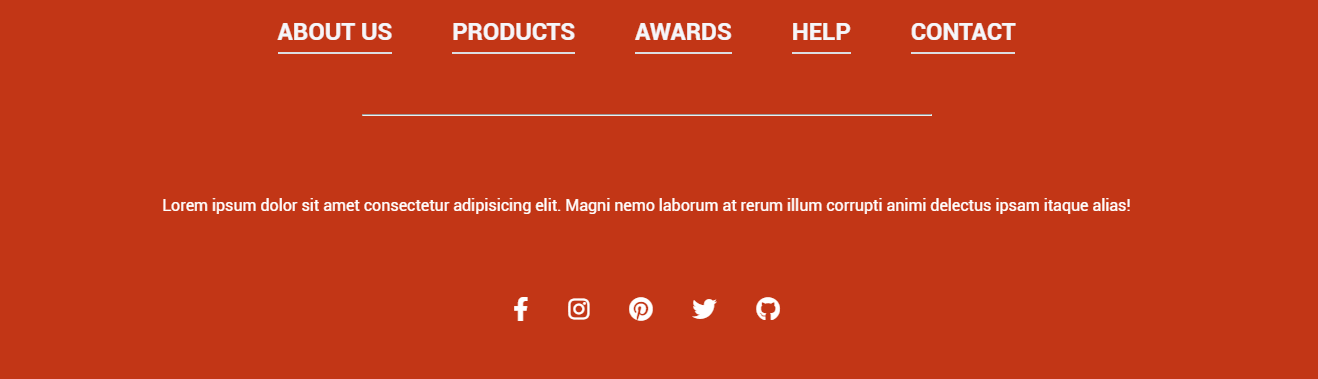 ABOUT US PRODUCTS AWARDS HELP CONTACT
Lorem ipsum dolor sit amet consectetur adipisicing elit. Magni nemo laborum at rerum illum corrupti animi delectus ipsam itaque alias!